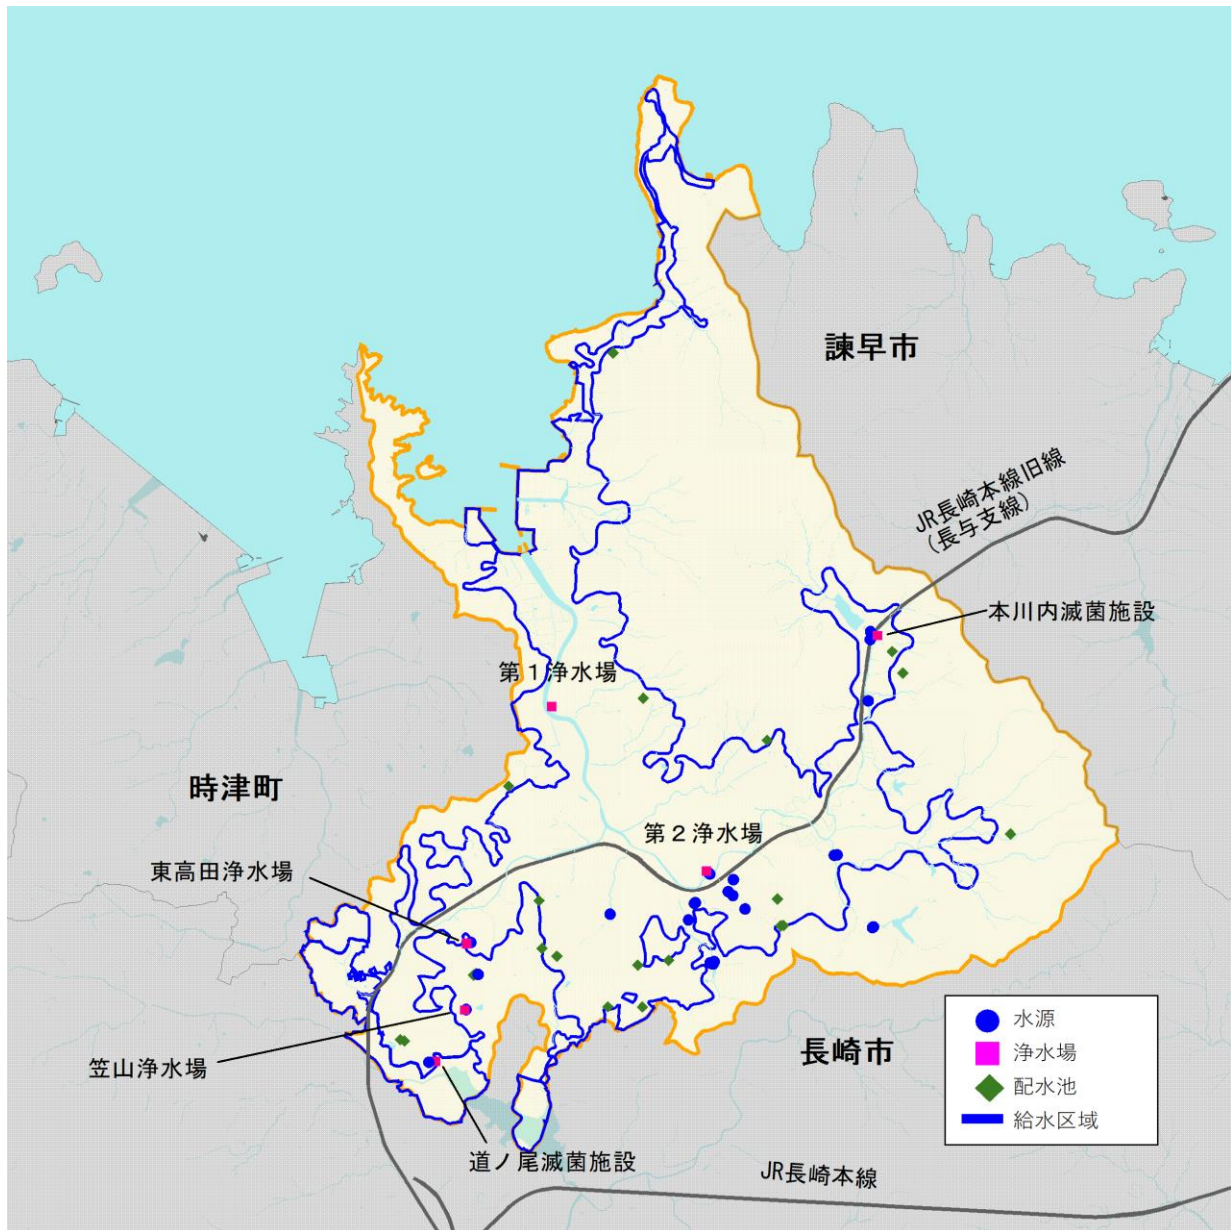 諫早市
JR長崎本線旧線
(長与支線)
本川内滅菌施設
第１浄水場
時津町
第２浄水場
東高田浄水場
笠山浄水場
長崎市
道ノ尾滅菌施設
JR長崎本線
水源
浄水場
配水池
給水区域